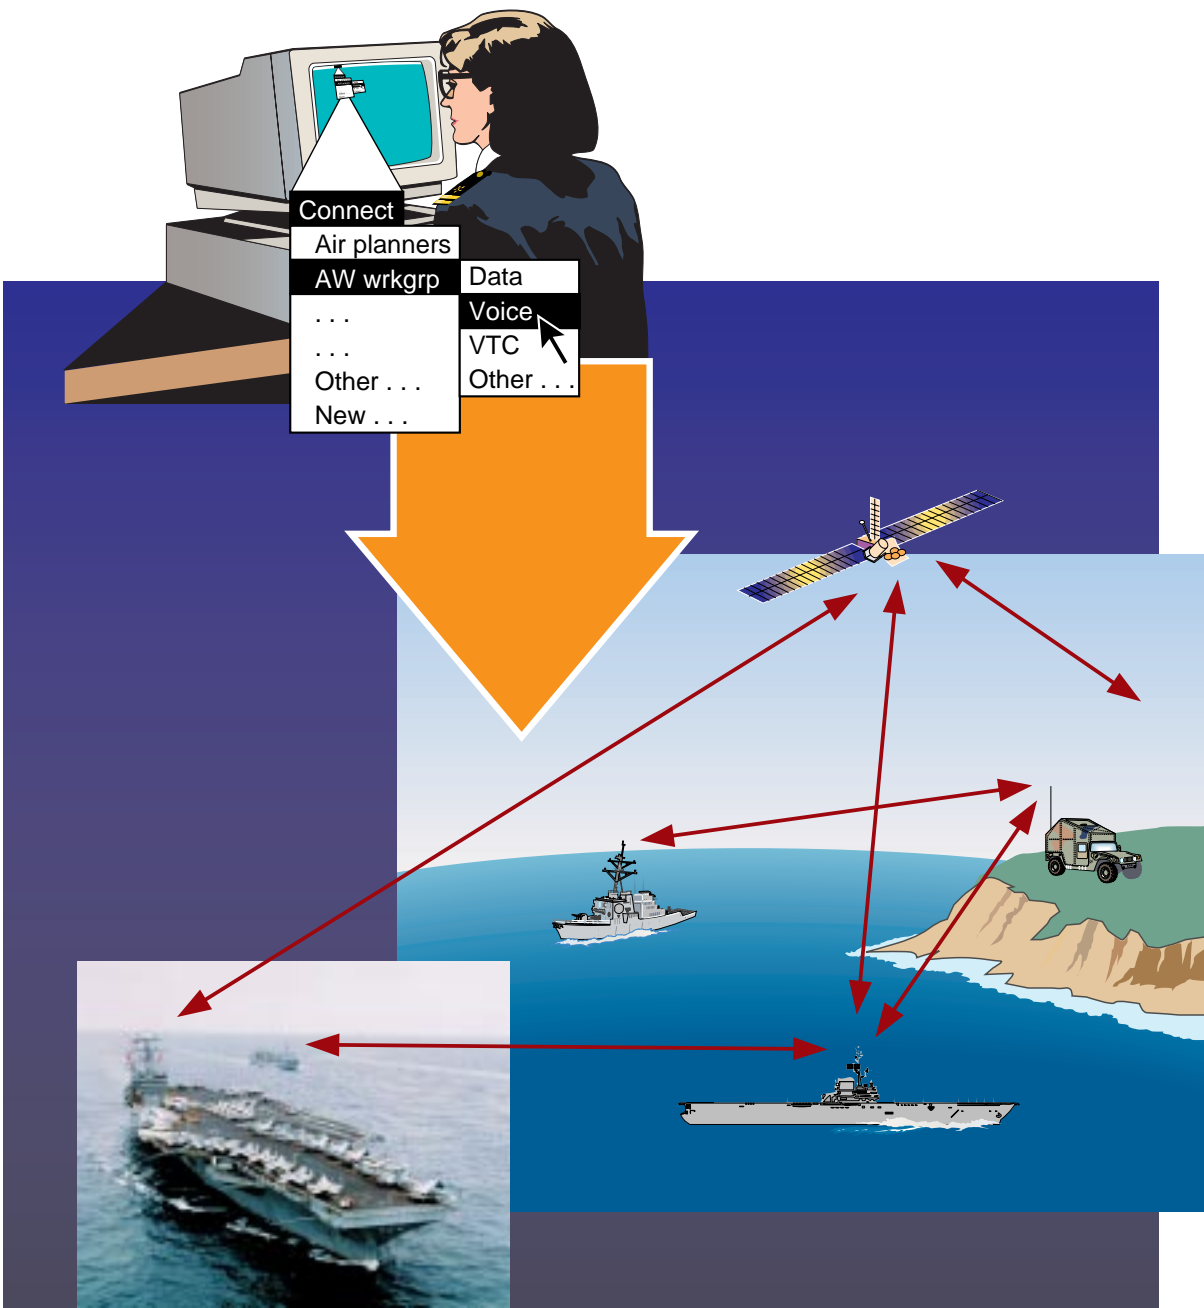 Connect
Air planners
AW wrkgrp
. . .
. . .
Other . . .
New . . .
Data
Voice
VTC
Other . . .